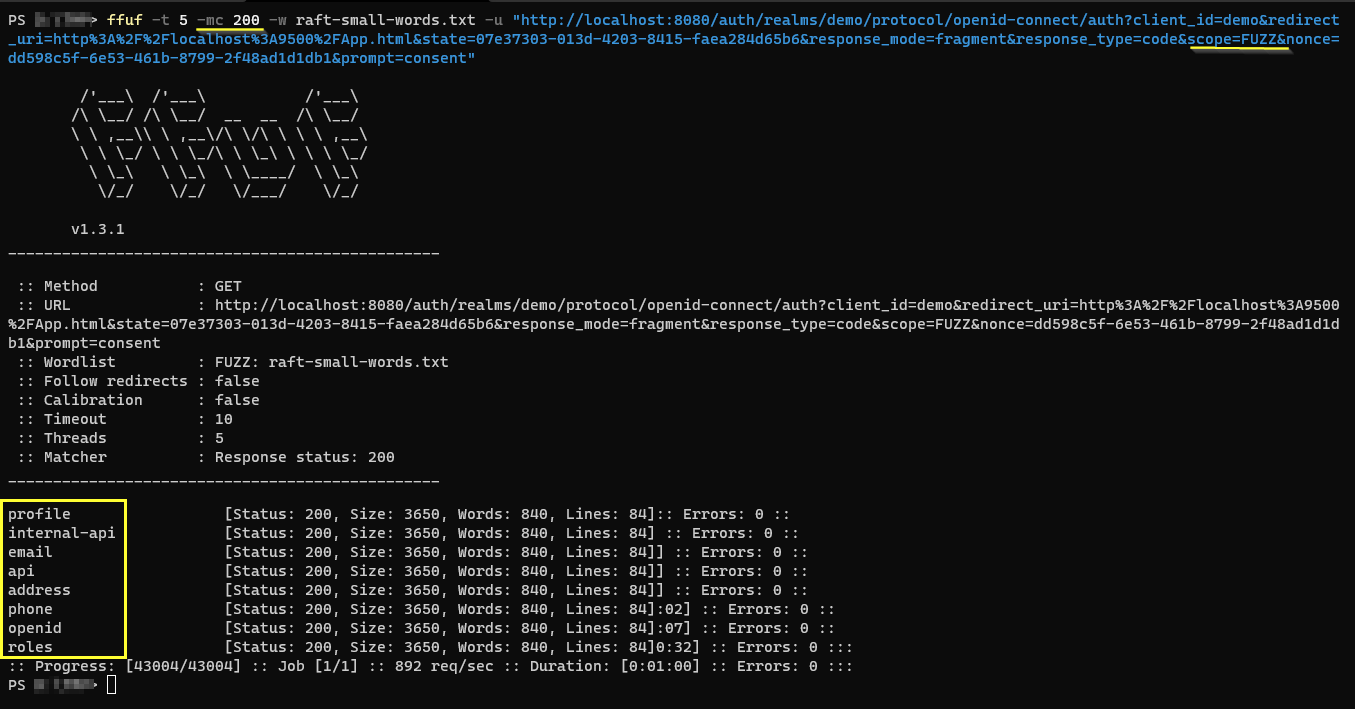 PS > ffuf -t 5 -mc 200 -w raft-small-words.txt -u "http://localhost:8080/auth/realms/demo/protocol/openid-connect/auth?client_id=demo&redirect
_uri=http%3A%2F%2Flocalhost%3A9500%2FApp.html&state=07e37303-013d-4203-8415-faea284d65b6&response_mode=fragment&response_type=code&scope=FUZZ&nonce=
dd598c5f-6e53-461b-8799-2f48ad1d1db1&prompt=consent"
        /'___\  /'___\           /'___\
       /\ \__/ /\ \__/  __  __  /\ \__/
       \ \ ,__\\ \ ,__\/\ \/\ \ \ \ ,__\
        \ \ \_/ \ \ \_/\ \ \_\ \ \ \ \_/
         \ \_\   \ \_\  \ \____/  \ \_\
          \/_/    \/_/   \/___/    \/_/
v1.3.1
________________________________________________
:: Method           : GET
:: URL              : http://localhost:8080/auth/realms/demo/protocol/openid-connect/auth?client_id=demo&redirect_uri=http%3A%2F%2Flocalhost%3A9500
%2FApp.html&state=07e37303-013d-4203-8415-faea284d65b6&response_mode=fragment&response_type=code&scope=FUZZ&nonce=dd598c5f-6e53-461b-8799-2f48ad1d1d
b1&prompt=consent
:: Wordlist         : FUZZ: raft-small-words.txt
:: Follow redirects : false
:: Calibration      : false
:: Timeout          : 10
:: Threads          : 5
:: Matcher          : Response status: 200
________________________________________________
profile                 [Status: 200, Size: 3650, Words: 840, Lines: 84]:: Errors: 0 ::
internal-api            [Status: 200, Size: 3650, Words: 840, Lines: 84] :: Errors: 0 ::
email                   [Status: 200, Size: 3650, Words: 840, Lines: 84]] :: Errors: 0 ::
api                     [Status: 200, Size: 3650, Words: 840, Lines: 84]] :: Errors: 0 ::
address                 [Status: 200, Size: 3650, Words: 840, Lines: 84]] :: Errors: 0 ::
phone                   [Status: 200, Size: 3650, Words: 840, Lines: 84]:02] :: Errors: 0 ::
openid                  [Status: 200, Size: 3650, Words: 840, Lines: 84]:07] :: Errors: 0 ::
roles                   [Status: 200, Size: 3650, Words: 840, Lines: 84]0:32] :: Errors: 0 :::
:: Progress: [43004/43004] :: Job [1/1] :: 892 req/sec :: Duration: [0:01:00] :: Errors: 0 :::
PS >